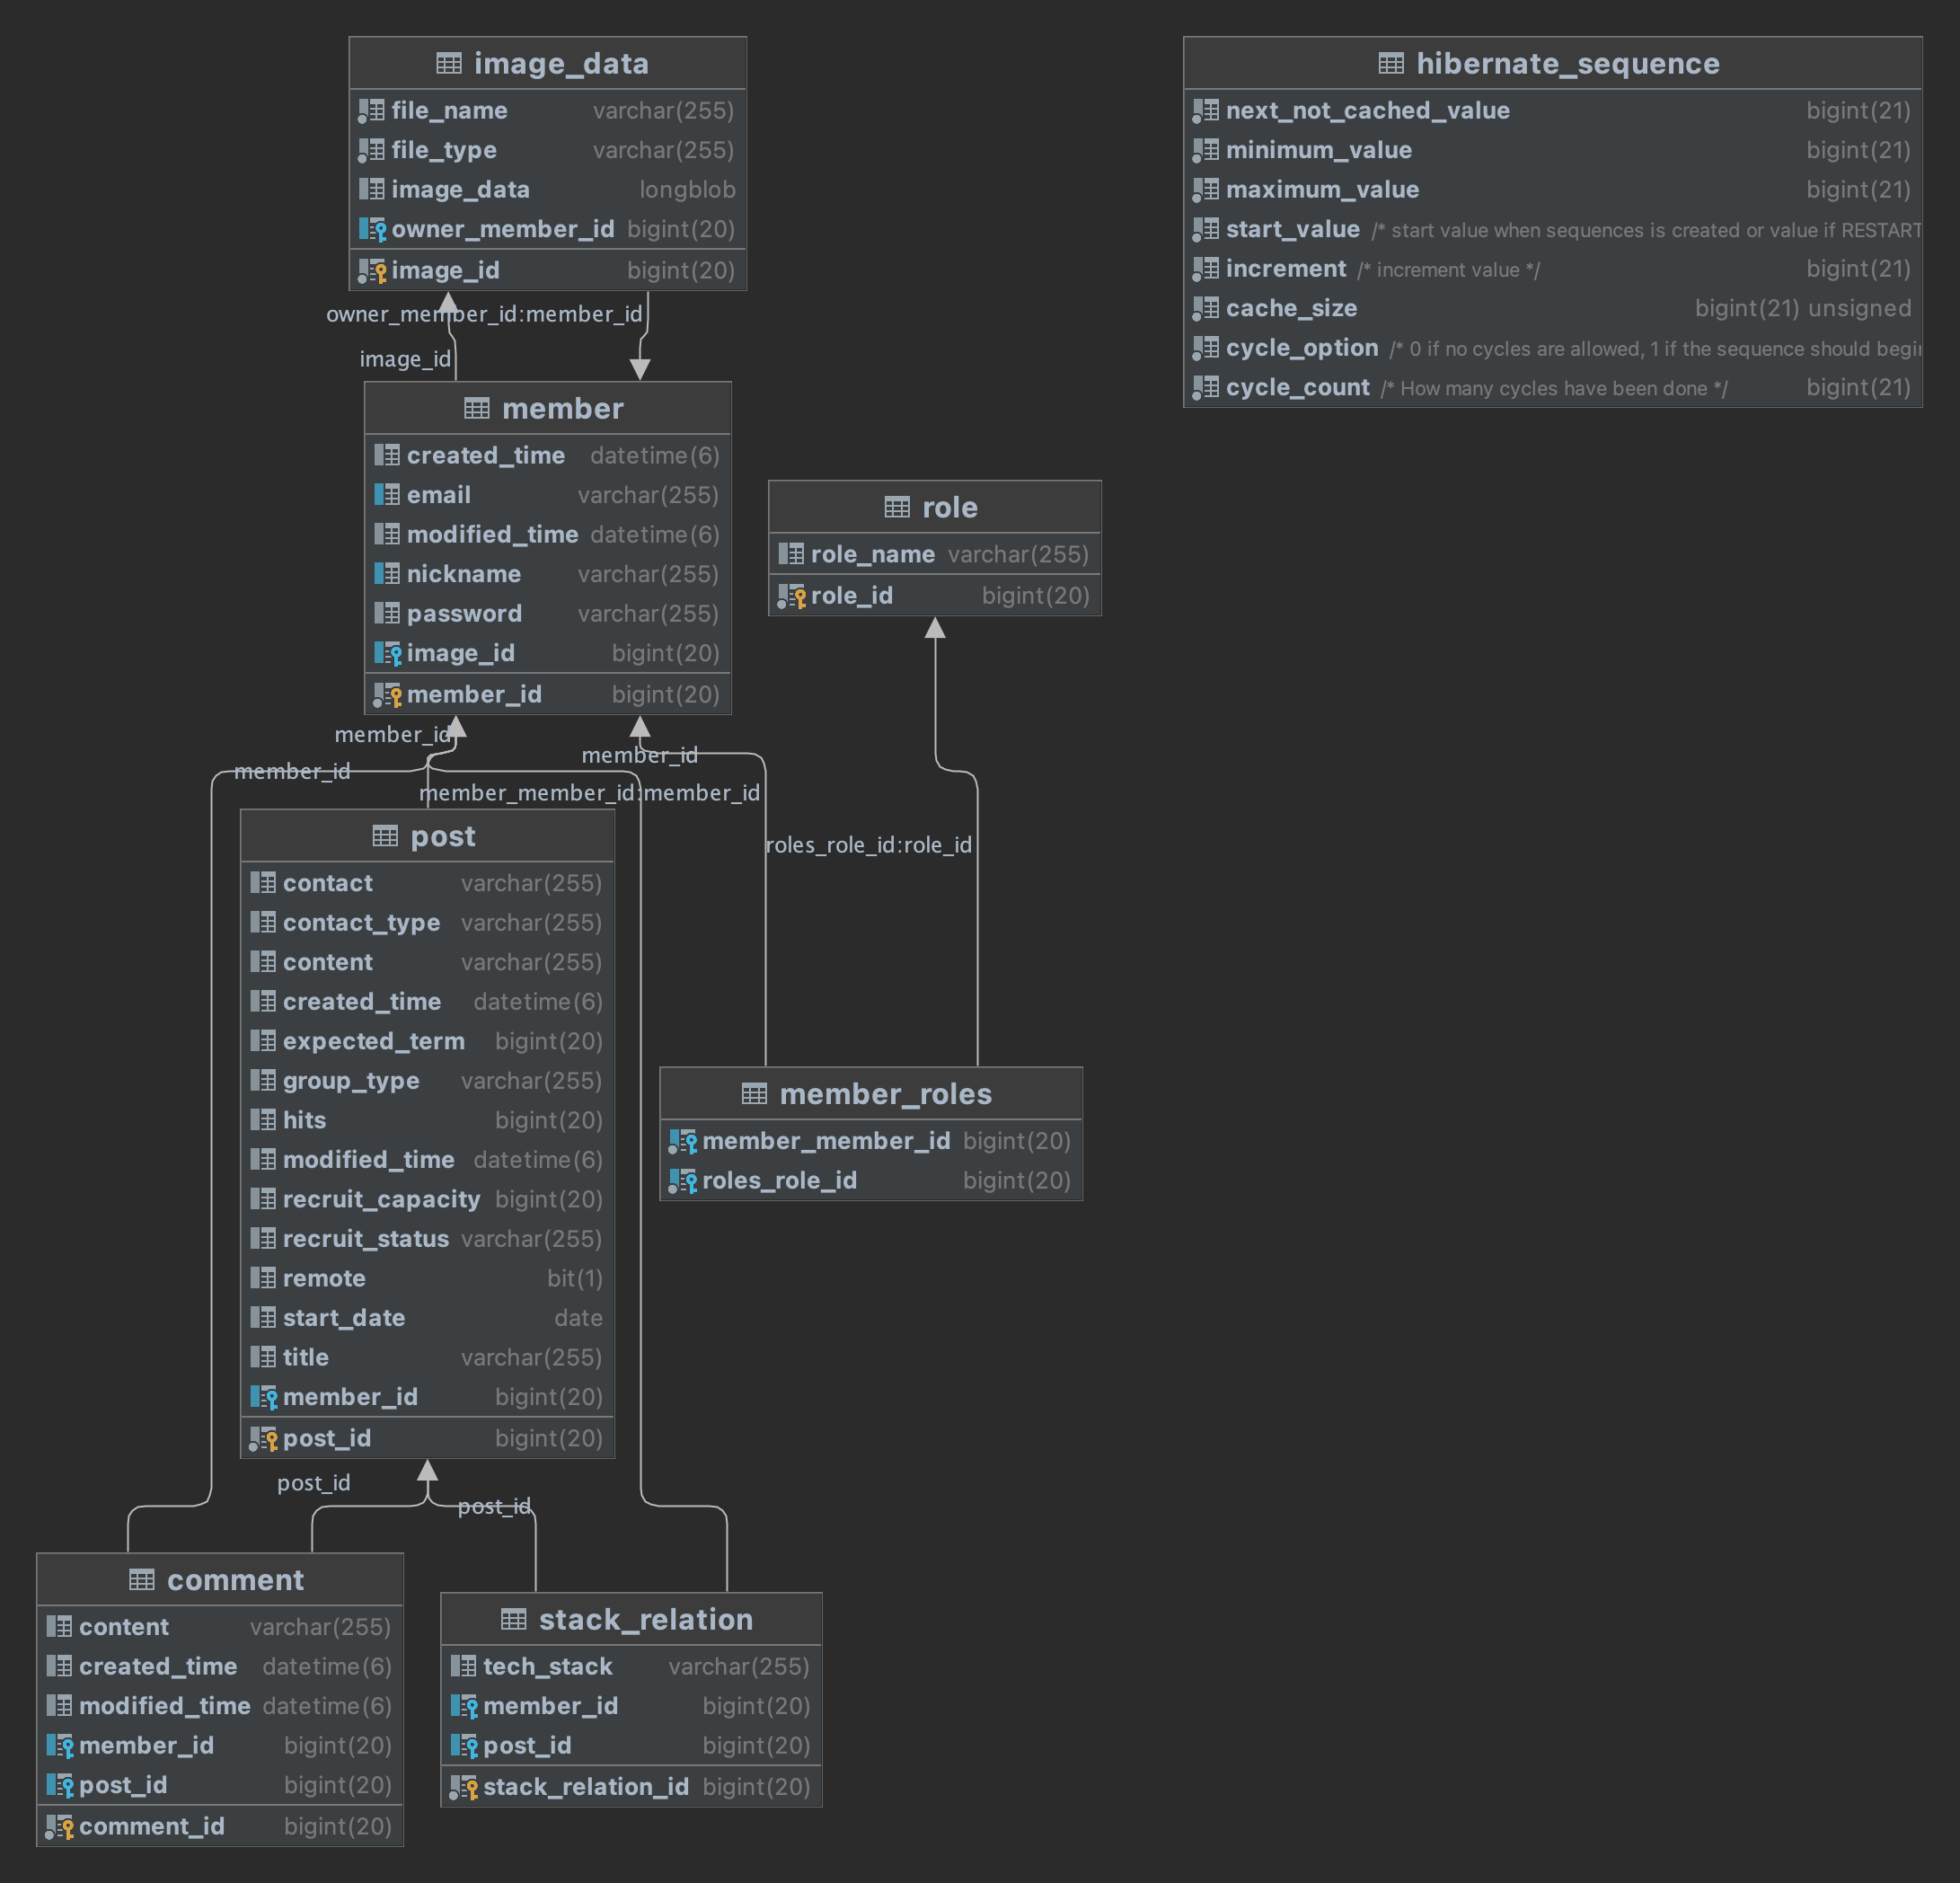 image_data
file_name varchar(255)
file_type varchar(255)
image_data longblob
owner_member_id bigint(20)
image_id bigint(20)
hibernate_sequence
next_not_cached_value bigint(21)
minimum_value bigint(21)
maximum_value bigint(21)
start_value /* start value when sequences is created or value if RESTART
increment /* increment value */ bigint(21)
cache_size bigint(21) unsigned
cycle_option /* 0 if no cycles are allowed, 1 if the sequence should begi
cycle_count /* How many cycles have been done */ bigint(21)
owner_member_id:member_id
image_id
member
created_time datetime(6)
email varchar(255)
modified_time datetime(6)
nickname varchar(255)
password varchar(255)
image_id bigint(20)
member_id bigint(20)
role
role_name varchar(255)
role_id bigint(20)
member_id
member_id
member_id
member_member_id:member_id
roles_role_id:role_id
post
contact varchar(255)
contact_type varchar(255)
content varchar(255)
created_time datetime(6)
expected_term bigint(20)
group_type varchar(255)
hits bigint(20)
modified_time datetime(6)
recruit_capacity bigint(20)
recruit_status varchar(255)
remote bit(1)
start_date date
title varchar(255)
member_id bigint(20)
post_id bigint(20)
member_roles
member_member_id bigint(20)
roles_role_id bigint(20)
post_id
post_id
comment
content varchar(255)
created_time datetime(6)
modified_time datetime(6)
member_id bigint(20)
post_id bigint(20)
comment_id bigint(20)
stack_relation
tech_stack varchar(255)
member_id bigint(20)
post_id bigint(20)
stack_relation_id bigint(20)